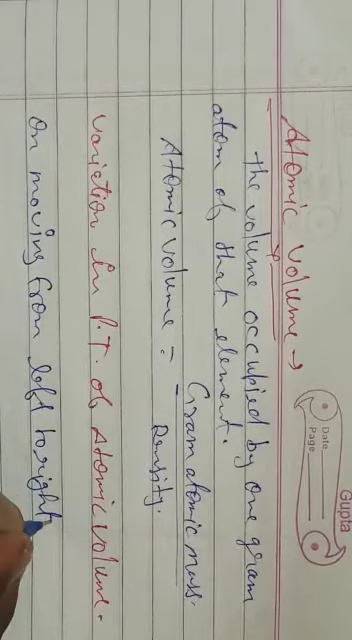 Gupta
Date
Page
Atomic volume →
the volume occupied by one gram
atom of that element.
Atomic volume = Gram atomic mass.
Density.
Variation In P.T. of Atomic Volume.
On moving from left to right